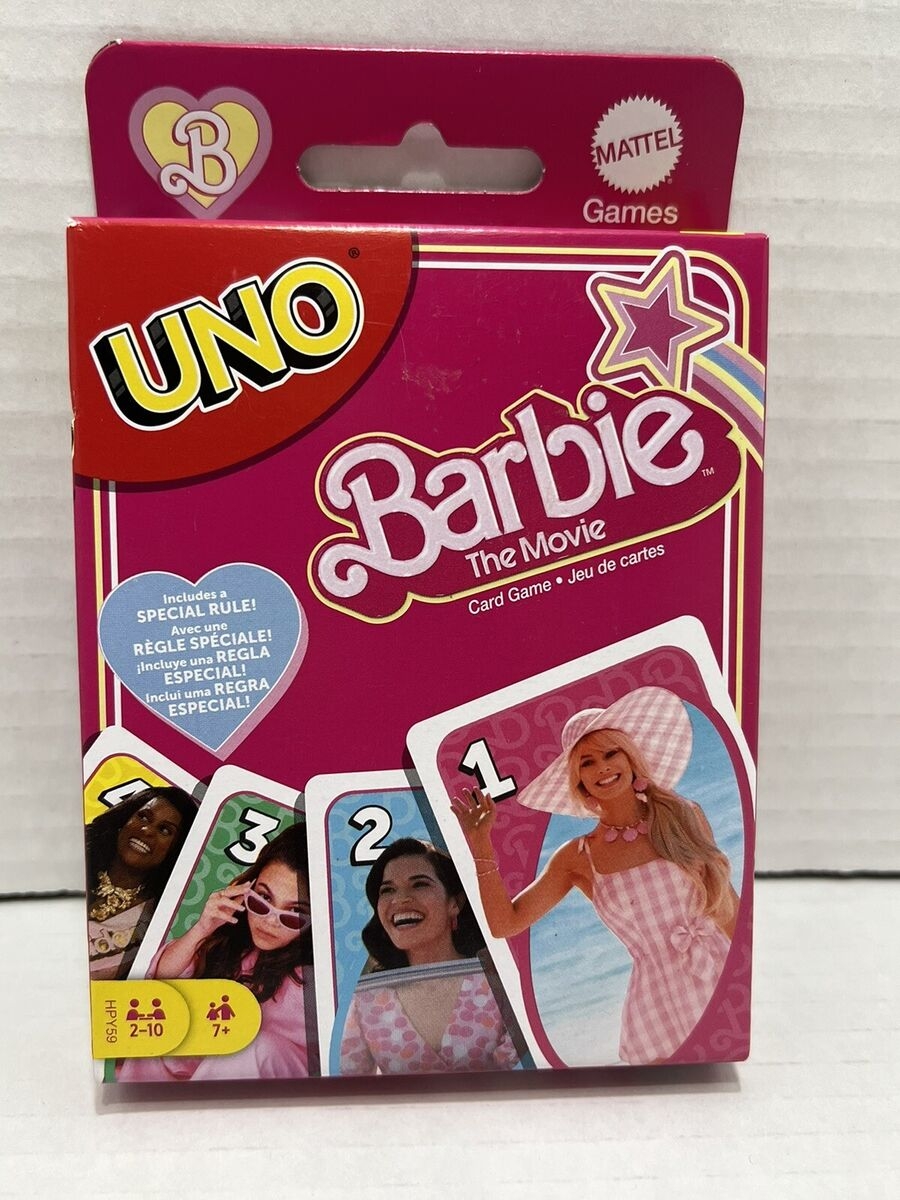 B
MATTEL
Games
UNO®
Barbie™
The Movie
Card Game • Jeu de cartes
Includes a
SPECIAL RULE!
Avec une
RÈGLE SPÉCIALE!
¡Incluye una REGLA
ESPECIAL!
Inclui uma REGRA
ESPECIAL!
4
3
2
1
HPY59
2-10
7+